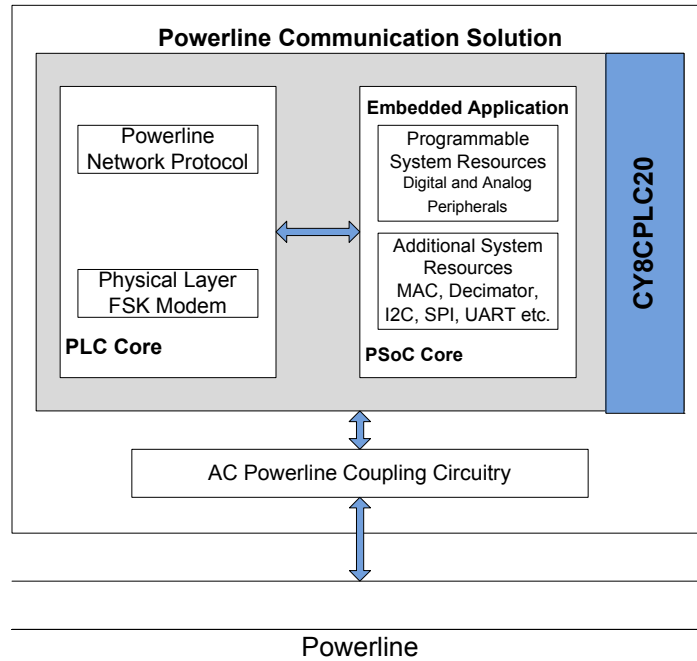 Powerline Communication Solution
Powerline
Network Protocol
Physical Layer
FSK Modem
PLC Core
Embedded Application
Programmable
System Resources
Digital and Analog
Peripherals
Additional System
Resources
MAC, Decimator,
I2C, SPI, UART etc.
PSoC Core
CY8CPLC20
AC Powerline Coupling Circuitry
Powerline